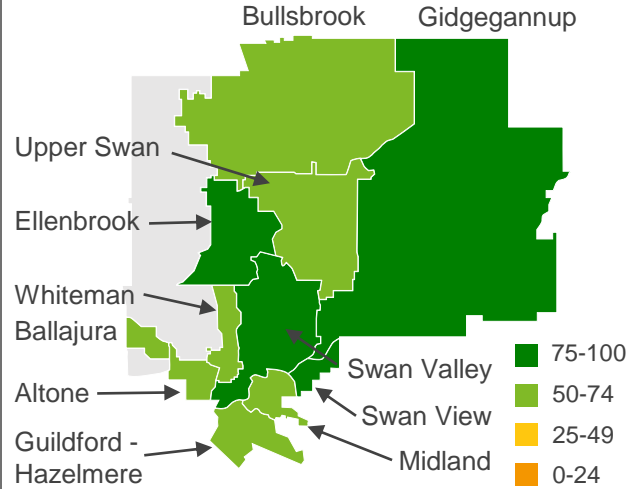 Bullsbrook
Gidgegannup
Upper Swan
Ellenbrook
Whiteman
Ballajura
Altone
Guildford -
Hazelmere
Swan Valley
Swan View
Midland
75-100
50-74
25-49
0-24